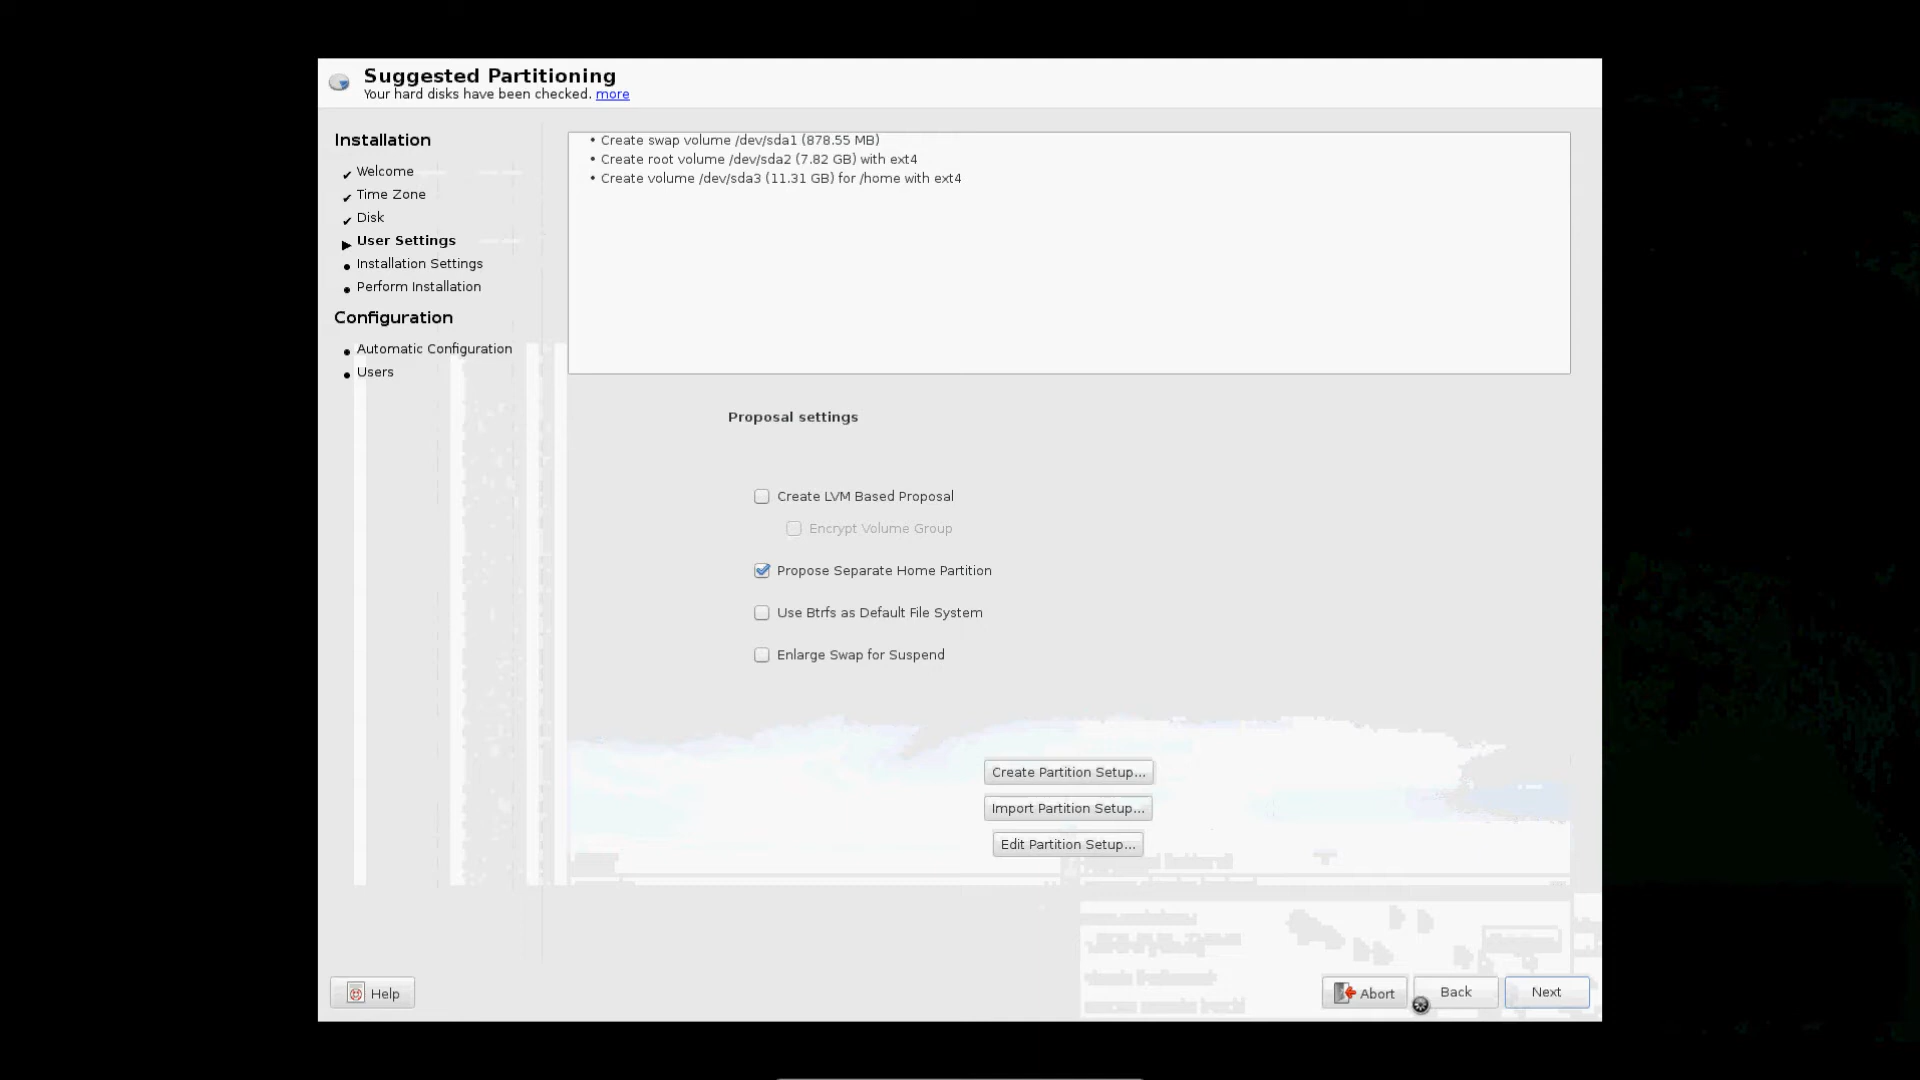 Suggested Partitioning
Your hard disks have been checked. more
Installation
Welcome
Time Zone
Disk
User Settings
Installation Settings
Perform Installation
Configuration
Automatic Configuration
Users
• Create swap volume /dev/sda1 (878.55 MB)
• Create root volume /dev/sda2 (7.82 GB) with ext4
• Create volume /dev/sda3 (11.31 GB) for /home with ext4
Proposal settings
Create LVM Based Proposal
Encrypt Volume Group
Propose Separate Home Partition
Use Btrfs as Default File System
Enlarge Swap for Suspend
Create Partition Setup...
Import Partition Setup...
Edit Partition Setup...
Help
Abort
Back
Next